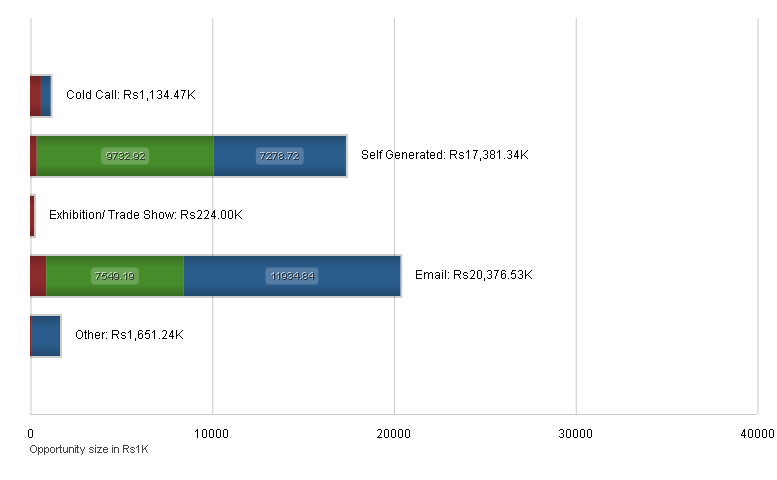 Cold Call: Rs1,134.47K
9732.92 7278.72 Self Generated: Rs17,381.34K
Exhibition/ Trade Show: Rs224.00K
7549.19 11934.84 Email: Rs20,376.53K
Other: Rs1,651.24K
0 10000 20000 30000 40000
Opportunity size in Rs1K